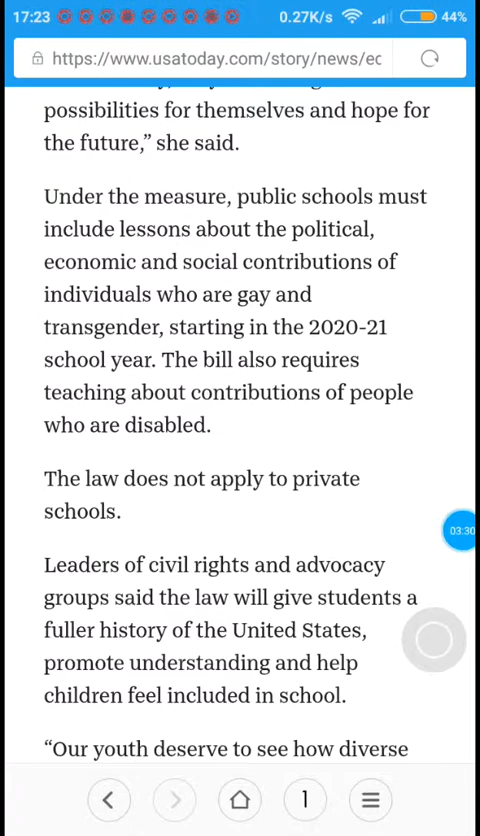 17:23 0.27K/s 44%
https://www.usatoday.com/story/news/ec
possibilities for themselves and hope for
the future,” she said.
Under the measure, public schools must
include lessons about the political,
economic and social contributions of
individuals who are gay and
transgender, starting in the 2020-21
school year. The bill also requires
teaching about contributions of people
who are disabled.
The law does not apply to private
schools.
03:30
Leaders of civil rights and advocacy
groups said the law will give students a
fuller history of the United States,
promote understanding and help
children feel included in school.
“Our youth deserve to see how diverse
1